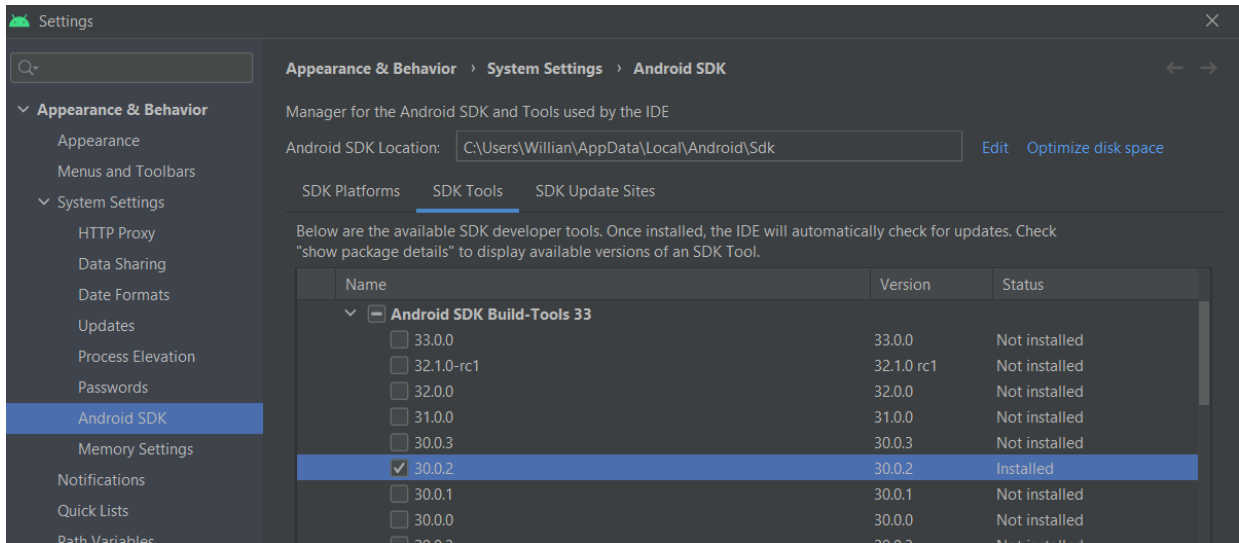 Settings
Appearance & Behavior › System Settings › Android SDK
Appearance & Behavior
Appearance
Menus and Toolbars
System Settings
HTTP Proxy
Data Sharing
Date Formats
Updates
Process Elevation
Passwords
Android SDK
Memory Settings
Notifications
Quick Lists
Path Variables
Manager for the Android SDK and Tools used by the IDE
Android SDK Location: C:\Users\Willian\AppData\Local\Android\Sdk Edit Optimize disk space
SDK Platforms SDK Tools SDK Update Sites
Below are the available SDK developer tools. Once installed, the IDE will automatically check for updates. Check
"show package details" to display available versions of an SDK Tool.
Name Version Status
Android SDK Build-Tools 33
33.0.0 33.0.0 Not installed
32.1.0-rc1 32.1.0 rc1 Not installed
32.0.0 32.0.0 Not installed
31.0.0 31.0.0 Not installed
30.0.3 30.0.3 Not installed
30.0.2 30.0.2 Installed
30.0.1 30.0.1 Not installed
30.0.0 30.0.0 Not installed